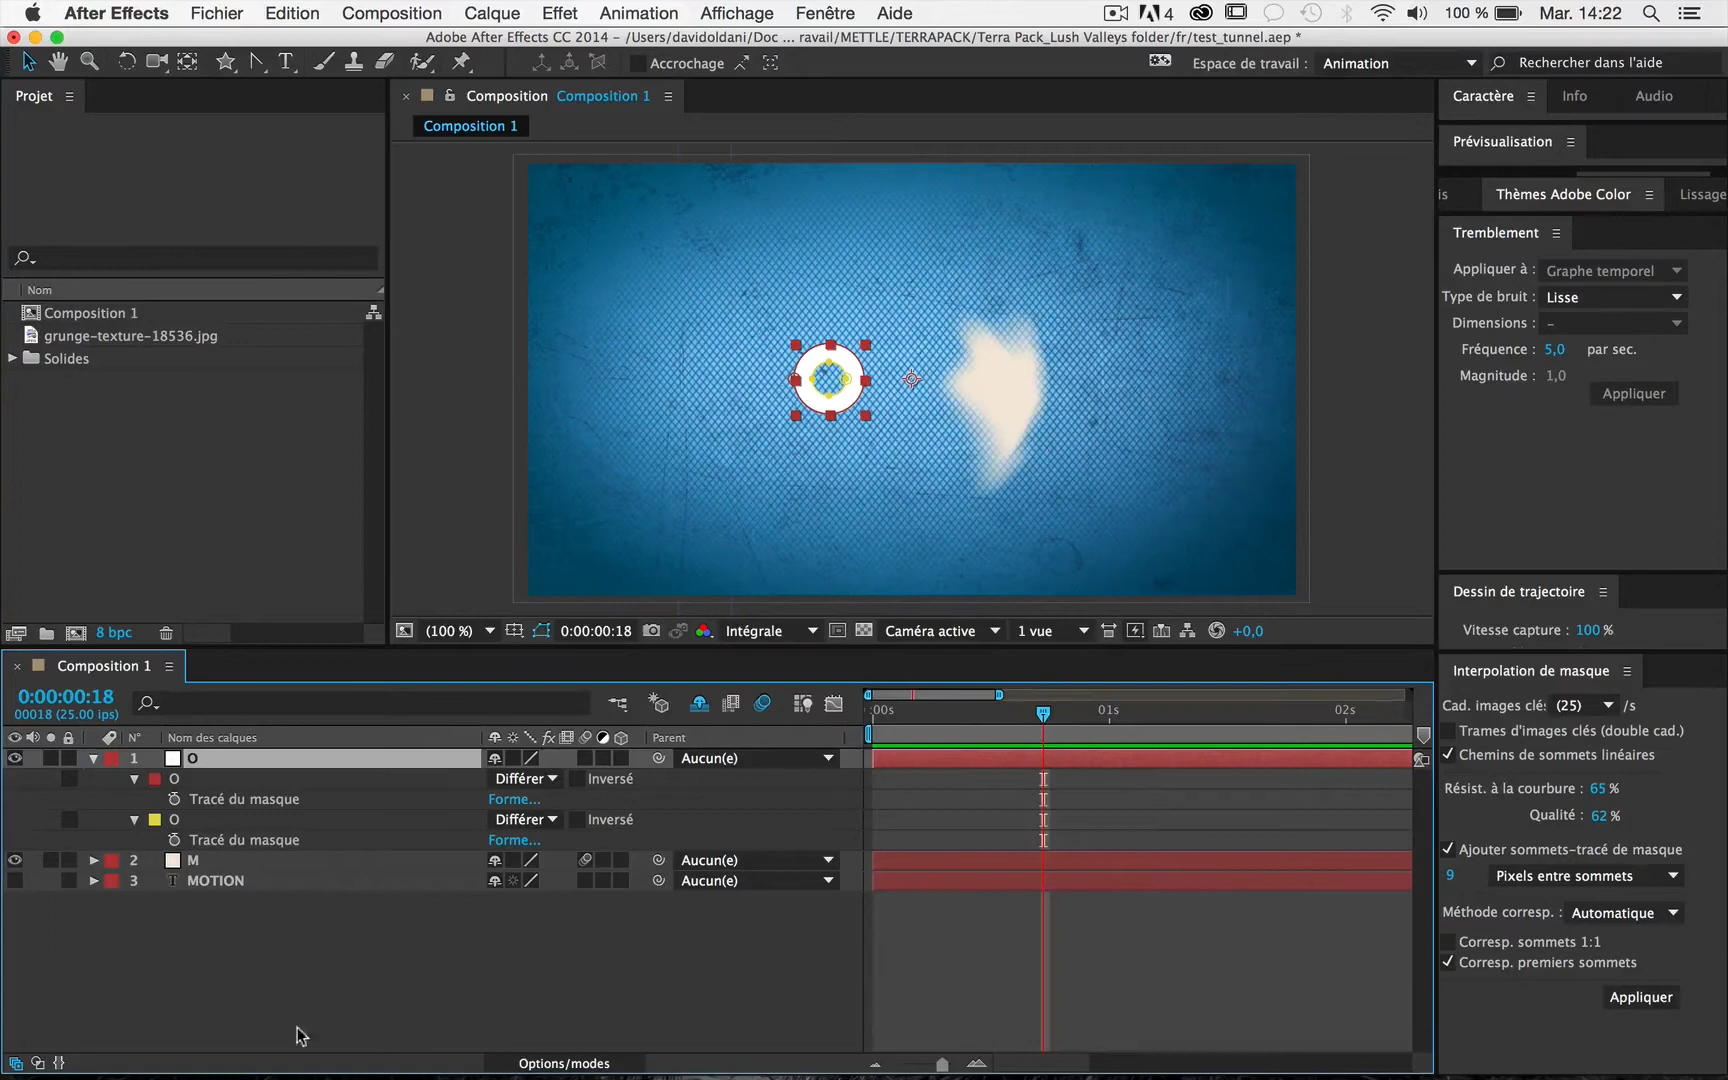 After Effects Fichier Edition Composition Calque Effet Animation Affichage Fenêtre Aide 4 100 % Mar. 14:22
Adobe After Effects CC 2014 - /Users/davidoldani/Doc ... ravail/METTLE/TERRAPACK/Terra Pack_Lush Valleys folder/fr/test_tunnel.aep *
Accrochage Espace de travail : Animation Rechercher dans l'aide
Projet
Composition Composition 1
Composition 1
Caractère Info Audio
Prévisualisation
is Thèmes Adobe Color Lissage
Tremblement
Appliquer à : Graphe temporel
Type de bruit : Lisse
Dimensions : –
Fréquence : 5,0 par sec.
Magnitude : 1,0
Appliquer
Nom
Composition 1
grunge-texture-18536.jpg
Solides
Dessin de trajectoire
Vitesse capture : 100 %
8 bpc
(100 %) 0:00:00:18 Intégrale Caméra active 1 vue +0,0
Composition 1
0:00:00:18
00018 (25.00 ips)
:00s 01s 02s
N° Nom des calques fx Parent
1 O Aucun(e)
O Différer Inversé
Tracé du masque Forme...
O Différer Inversé
Tracé du masque Forme...
2 M Aucun(e)
3 T MOTION Aucun(e)
Options/modes
Interpolation de masque
Cad. images clés: (25) /s
Trames d'images clés (double cad.)
Chemins de sommets linéaires
Résist. à la courbure : 65 %
Qualité : 62 %
Ajouter sommets-tracé de masque
9 Pixels entre sommets
Méthode corresp. : Automatique
Corresp. sommets 1:1
Corresp. premiers sommets
Appliquer